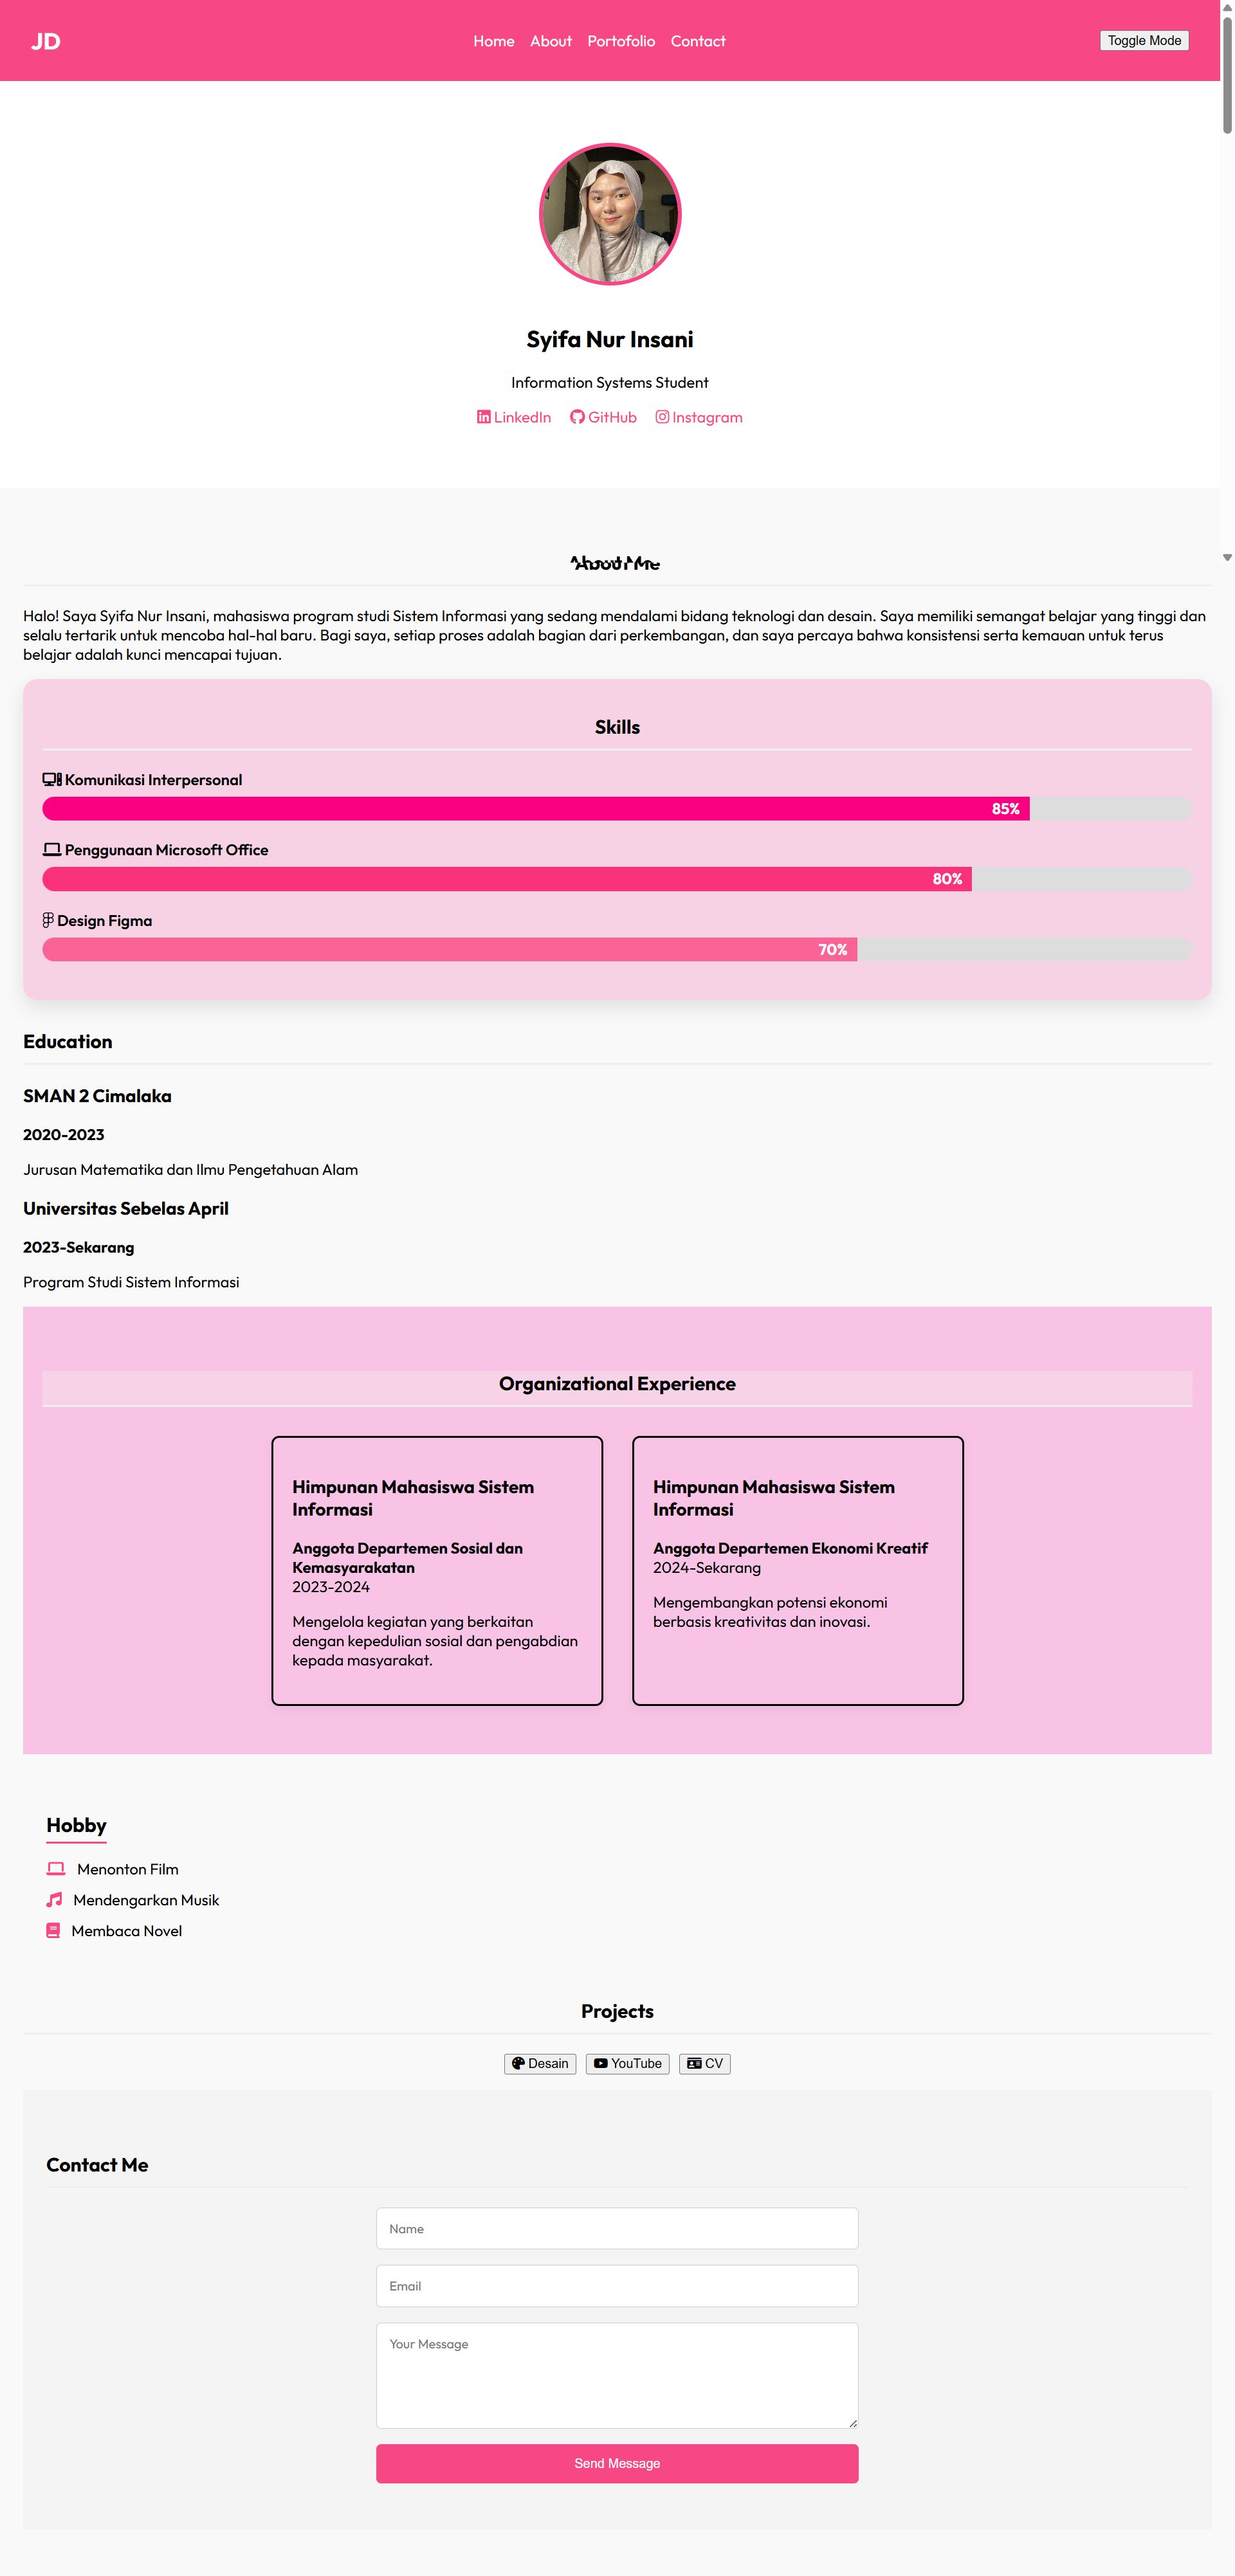 JD
Home About Portofolio Contact
Toggle Mode
Syifa Nur Insani
Information Systems Student
LinkedIn GitHub Instagram
About Me
Halo! Saya Syifa Nur Insani, mahasiswa program studi Sistem Informasi yang sedang mendalami bidang teknologi dan desain. Saya memiliki semangat belajar yang tinggi dan
selalu tertarik untuk mencoba hal-hal baru. Bagi saya, setiap proses adalah bagian dari perkembangan, dan saya percaya bahwa konsistensi serta kemauan untuk terus
belajar adalah kunci mencapai tujuan.
Skills
Komunikasi Interpersonal
85%
Penggunaan Microsoft Office
80%
Design Figma
70%
Education
SMAN 2 Cimalaka
2020-2023
Jurusan Matematika dan Ilmu Pengetahuan Alam
Universitas Sebelas April
2023-Sekarang
Program Studi Sistem Informasi
Organizational Experience
Himpunan Mahasiswa Sistem
Informasi
Anggota Departemen Sosial dan
Kemasyarakatan
2023-2024
Mengelola kegiatan yang berkaitan
dengan kepedulian sosial dan pengabdian
kepada masyarakat.
Himpunan Mahasiswa Sistem
Informasi
Anggota Departemen Ekonomi Kreatif
2024-Sekarang
Mengembangkan potensi ekonomi
berbasis kreativitas dan inovasi.
Hobby
Menonton Film
Mendengarkan Musik
Membaca Novel
Projects
Desain YouTube CV
Contact Me
Name
Email
Your Message
Send Message